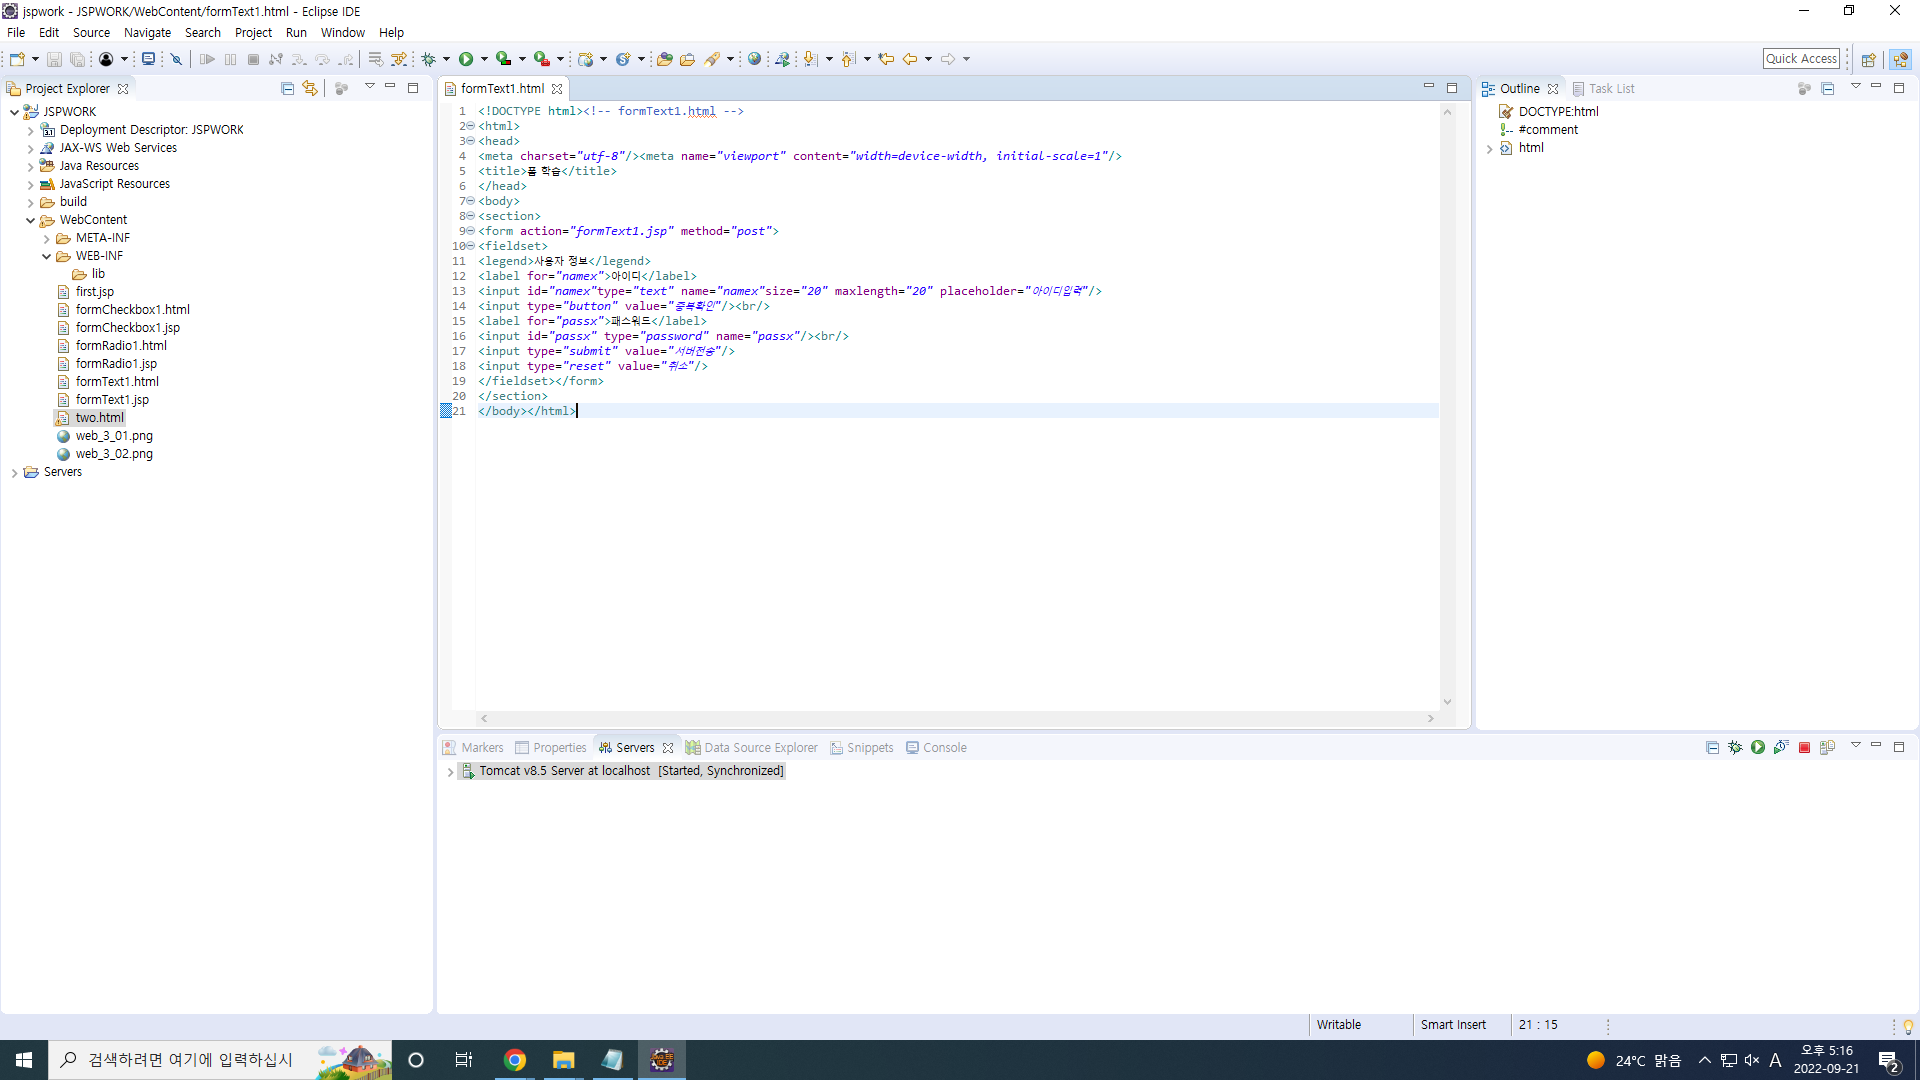 jspwork - JSPWORK/WebContent/formText1.html - Eclipse IDE
File Edit Source Navigate Search Project Run Window Help
Quick Access
Project Explorer
JSPWORK
Deployment Descriptor: JSPWORK
JAX-WS Web Services
Java Resources
JavaScript Resources
build
WebContent
META-INF
WEB-INF
lib
first.jsp
formCheckbox1.html
formCheckbox1.jsp
formRadio1.html
formRadio1.jsp
formText1.html
formText1.jsp
two.html
web_3_01.png
web_3_02.png
Servers
formText1.html
1 <!DOCTYPE html><!-- formText1.html -->
2 <html>
3 <head>
4 <meta charset="utf-8"/><meta name="viewport" content="width=device-width, initial-scale=1"/>
5 <title>폼 학습</title>
6 </head>
7 <body>
8 <section>
9 <form action="formText1.jsp" method="post">
10 <fieldset>
11 <legend>사용자 정보</legend>
12 <label for="namex">아이디</label>
13 <input id="namex"type="text" name="namex"size="20" maxlength="20" placeholder="아이디입력"/>
14 <input type="button" value="중복확인"/><br/>
15 <label for="passx">패스워드</label>
16 <input id="passx" type="password" name="passx"/><br/>
17 <input type="submit" value="서버전송"/>
18 <input type="reset" value="취소"/>
19 </fieldset></form>
20 </section>
21 </body></html>
Outline Task List
DOCTYPE:html
#comment
html
Markers Properties Servers Data Source Explorer Snippets Console
Tomcat v8.5 Server at localhost [Started, Synchronized]
Writable Smart Insert 21 : 15
검색하려면 여기에 입력하십시
24°C 맑음 A 오후 5:16
2022-09-21
2